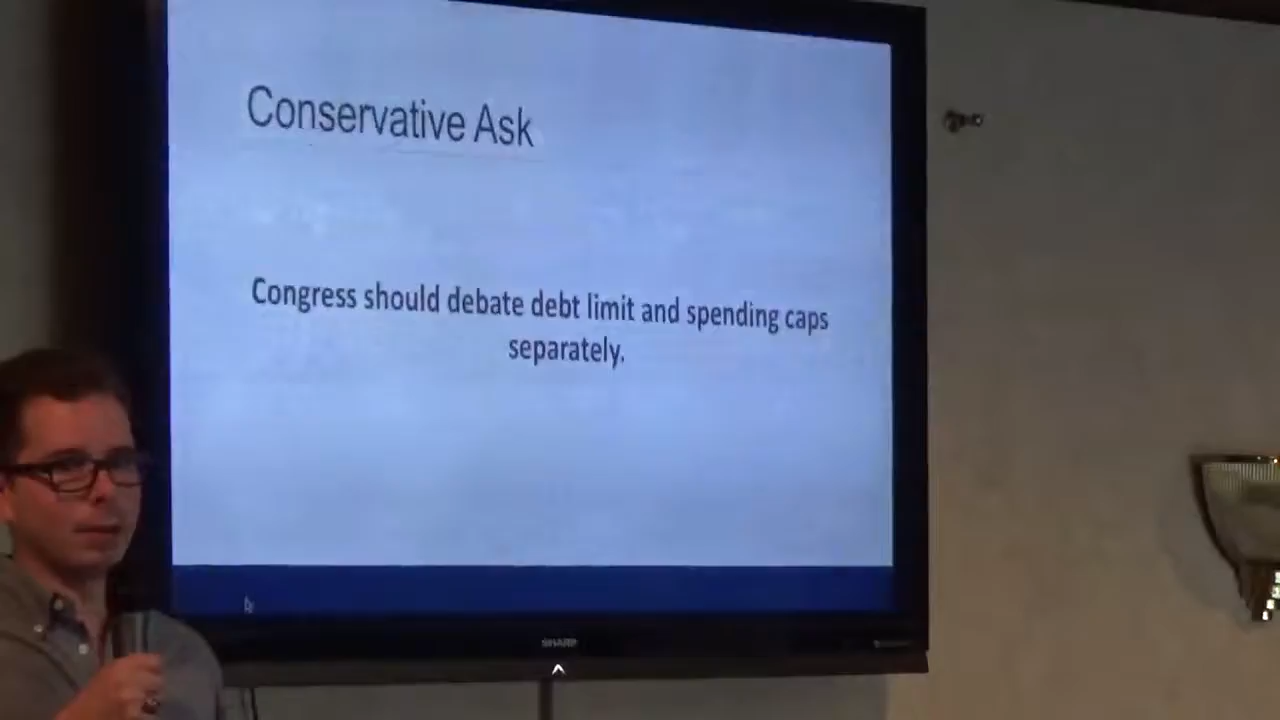 Conservative Ask
Congress should debate debt limit and spending caps
separately.
SHARP